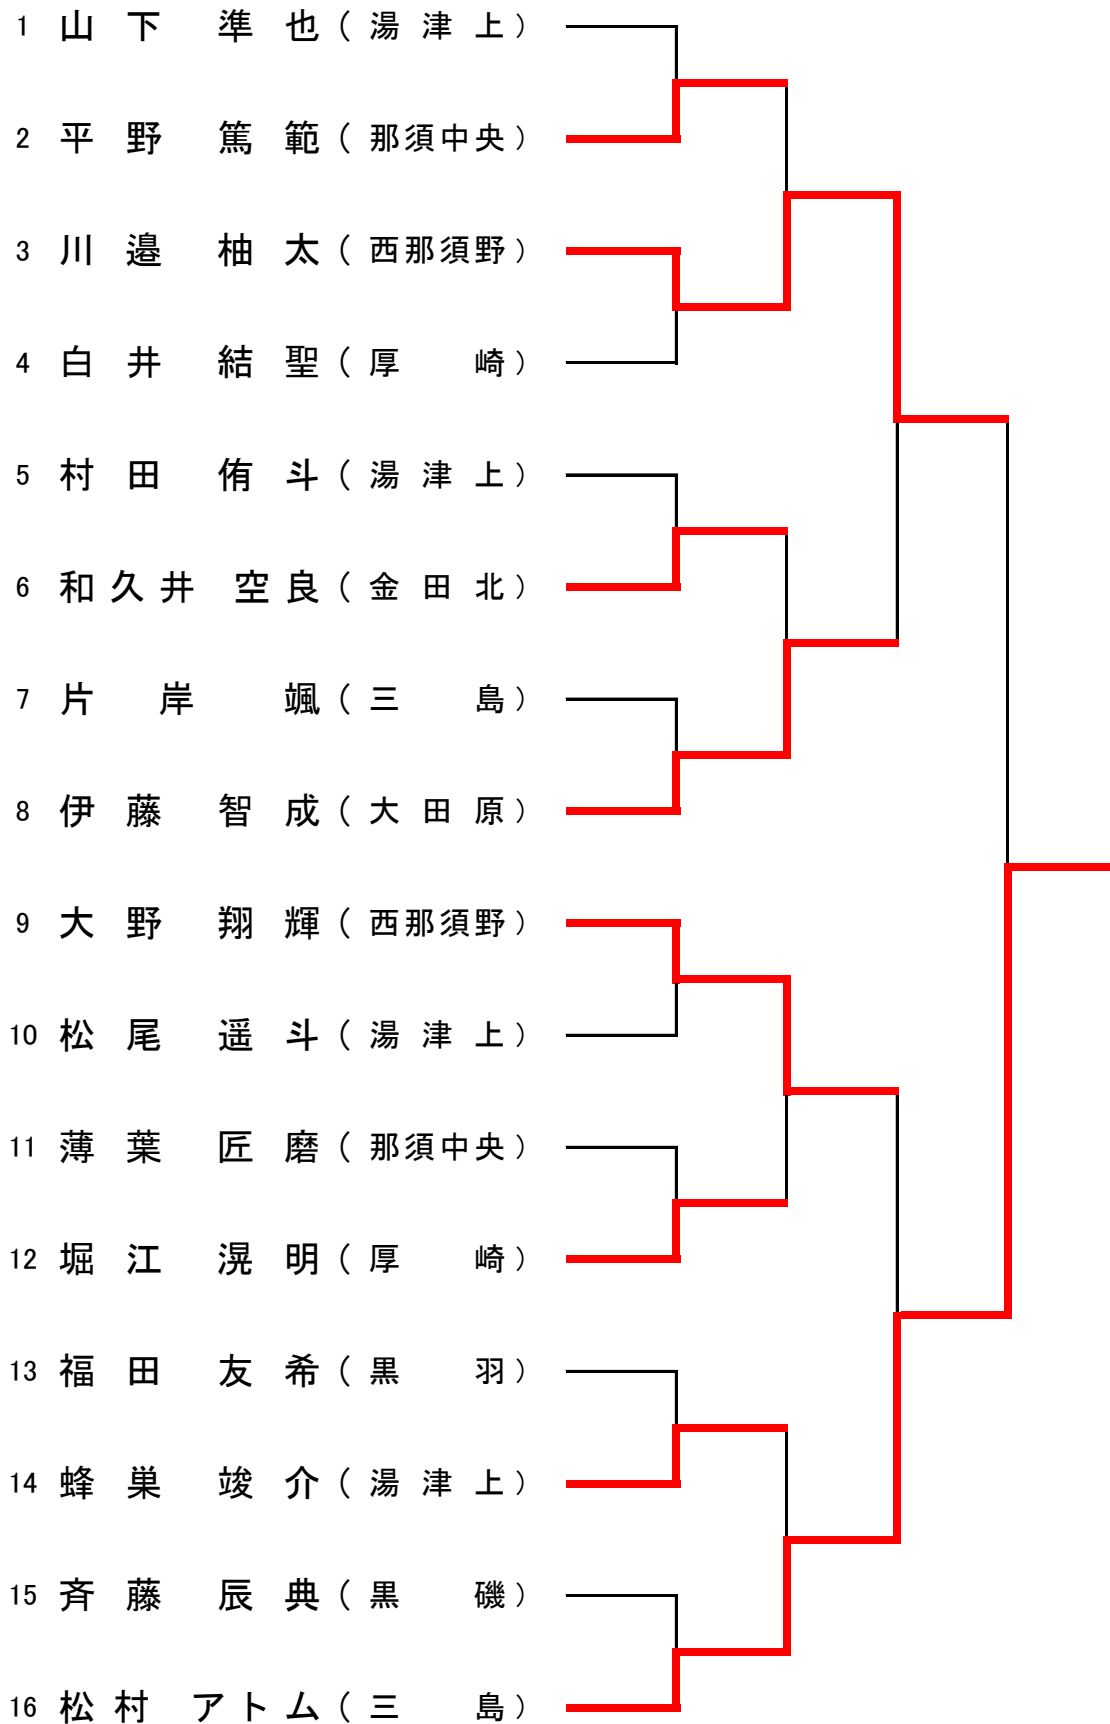 1 山下 準也（湯津上）
2 平野 篤範（那須中央）
3 川邉 柚太（西那須野）
4 白井 結聖（厚崎）
5 村田 侑斗（湯津上）
6 和久井 空良（金田北）
7 片岸 颯（三島）
8 伊藤 智成（大田原）
9 大野 翔輝（西那須野）
10 松尾 遥斗（湯津上）
11 薄葉 匠磨（那須中央）
12 堀江 滉明（厚崎）
13 福田 友希（黒羽）
14 蜂巣 竣介（湯津上）
15 斉藤 辰典（黒磯）
16 松村 アトム（三島）